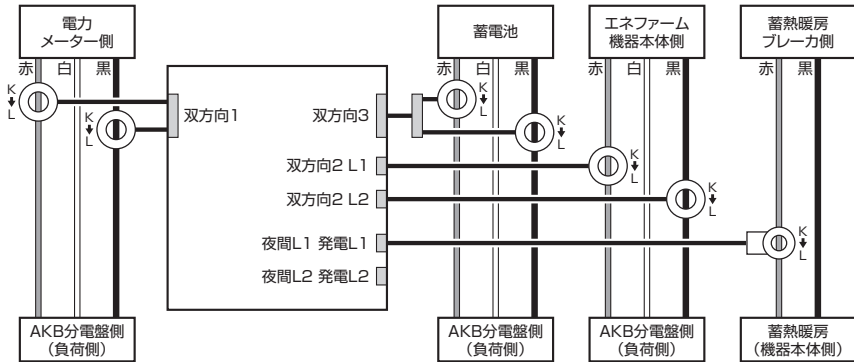 電力
メーター側
蓄電池
エネファーム
機器本体側
蓄熱暖房
ブレーカ側
赤 白 黒
赤 白 黒
赤 白 黒
赤 黒
K
L
K
L
双方向1
双方向3
双方向2 L1
双方向2 L2
夜間L1 発電L1
夜間L2 発電L2
K
L
K
L
K
L
K
L
K
L
AKB分電盤側
(負荷側)
AKB分電盤側
(負荷側)
AKB分電盤側
(負荷側)
蓄熱暖房
(機器本体側)